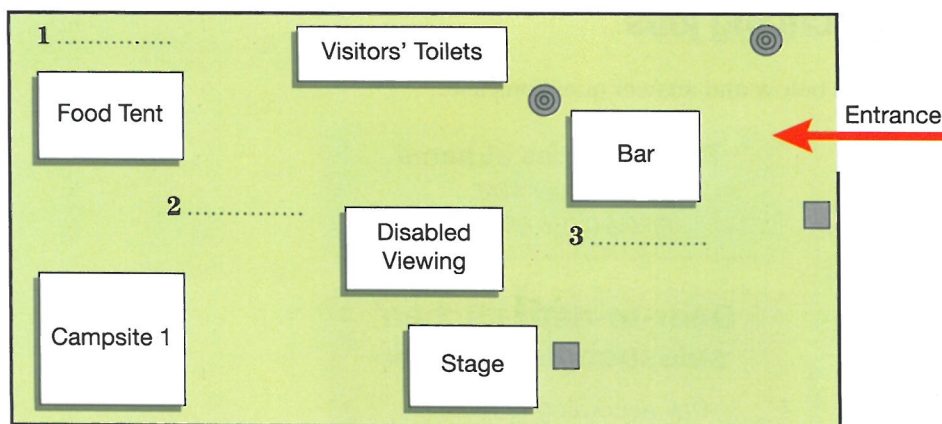 1 ....................
Visitors' Toilets
Food Tent
Entrance
Bar
2 ....................
Disabled
Viewing
3 ....................
Campsite 1
Stage